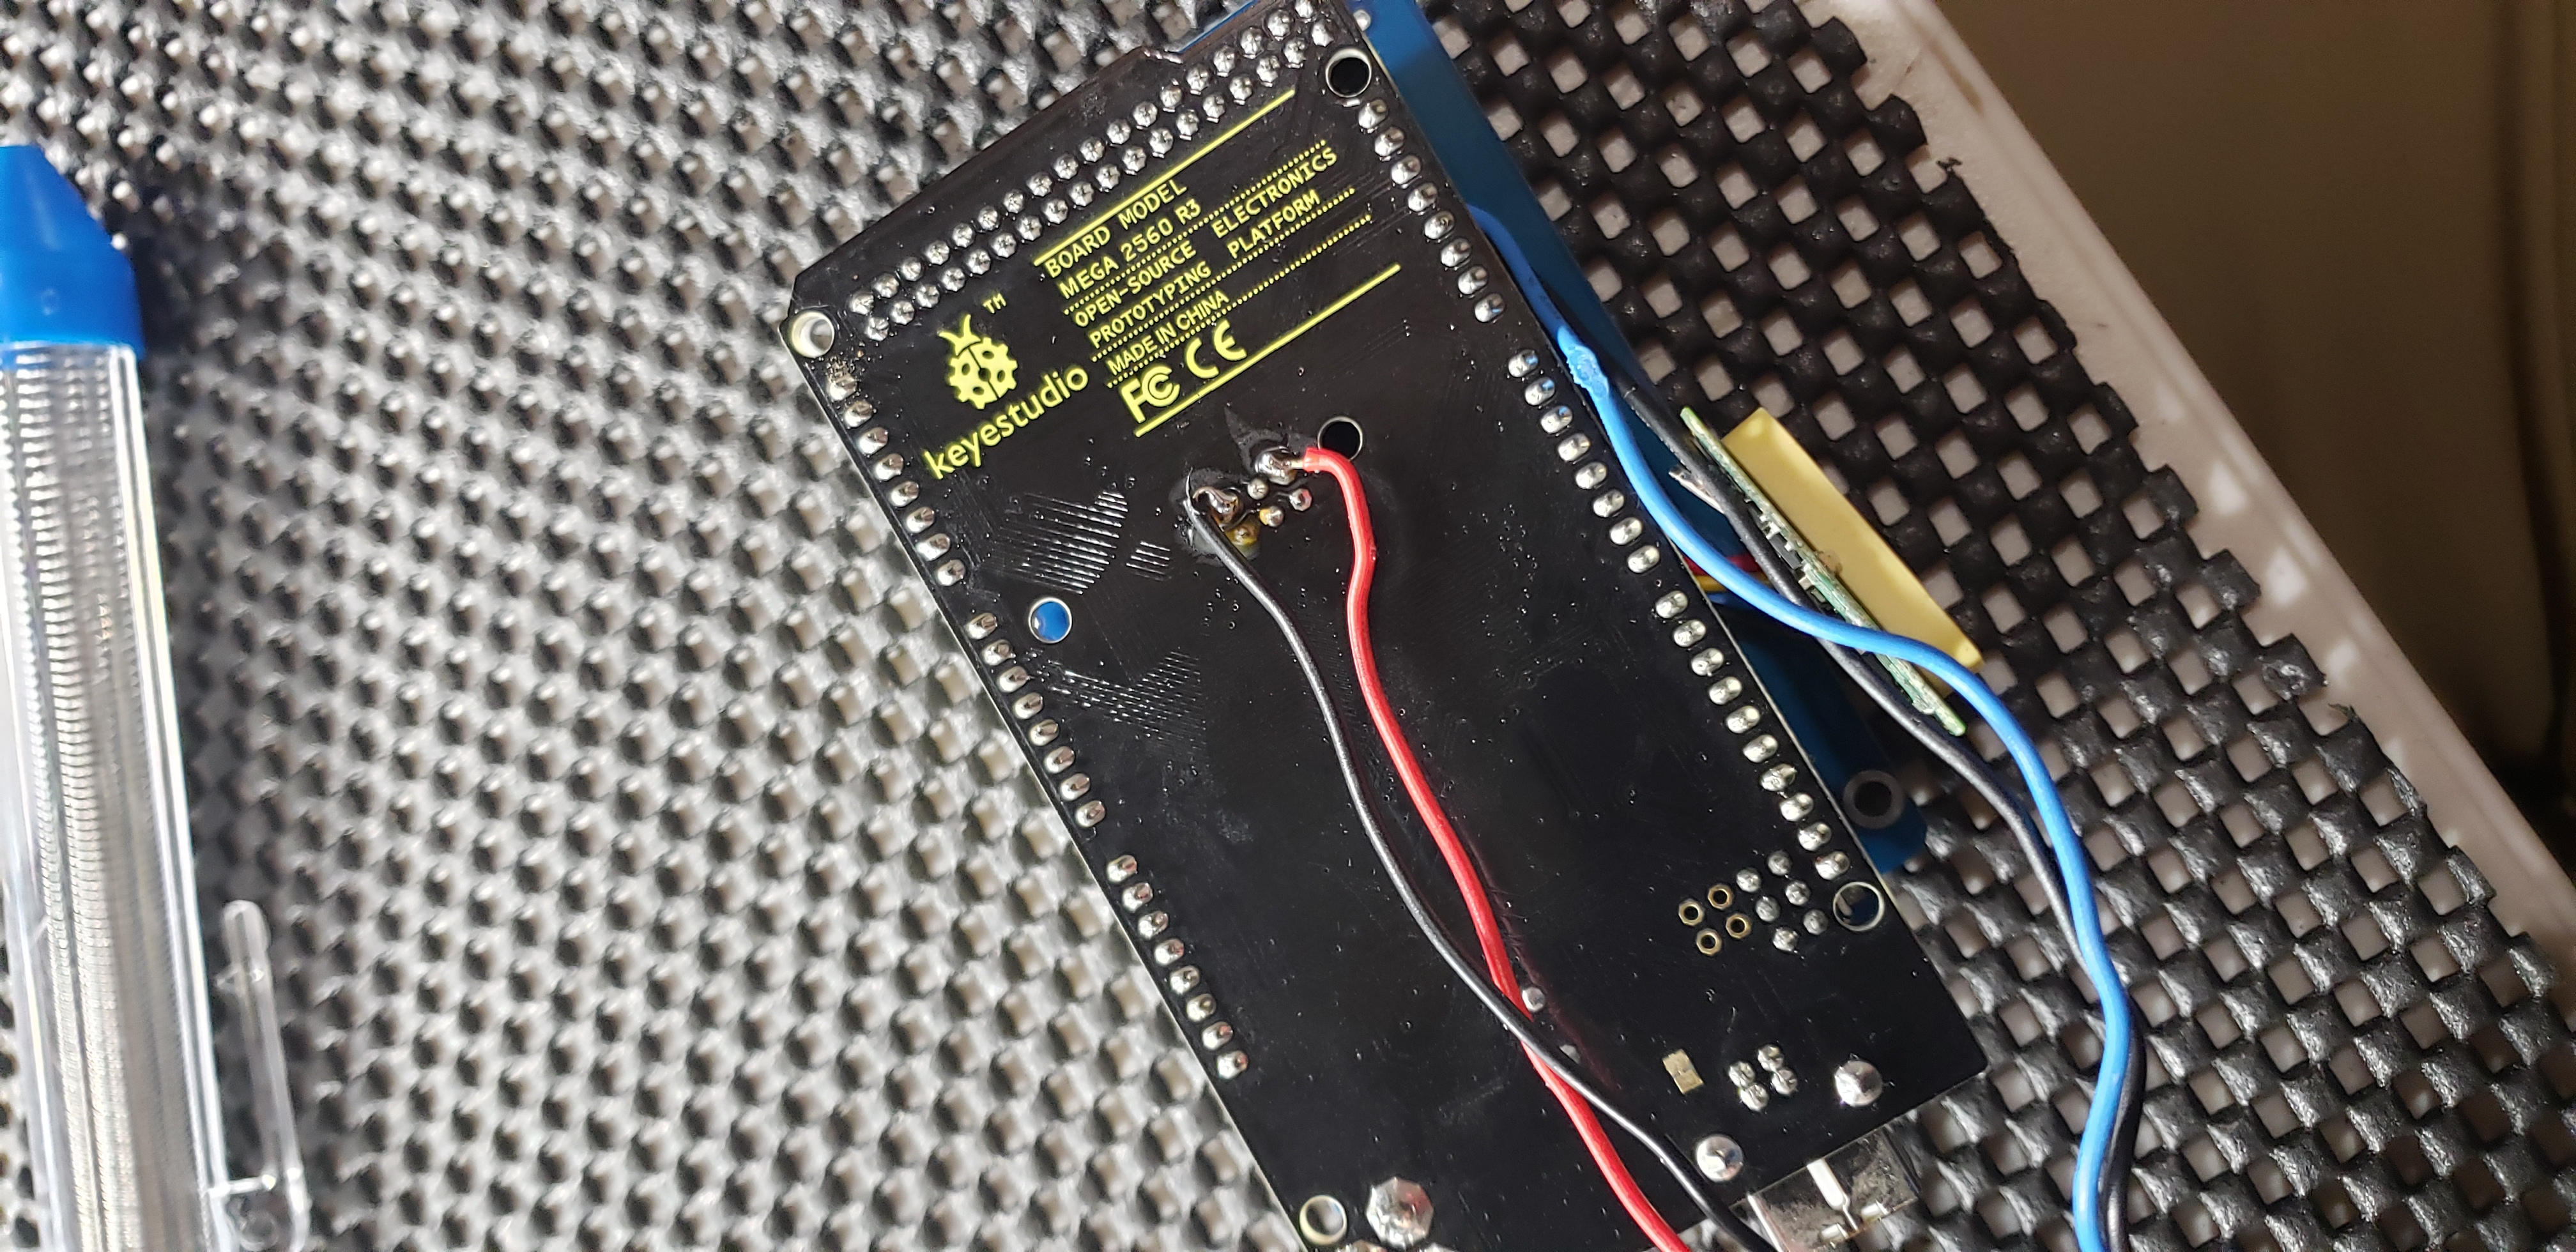 keyestudio
TM
BOARD MODEL
MEGA 2560 R3
OPEN-SOURCE ELECTRONICS
PROTOTYPING PLATFORM
MADE IN CHINA
FC CE